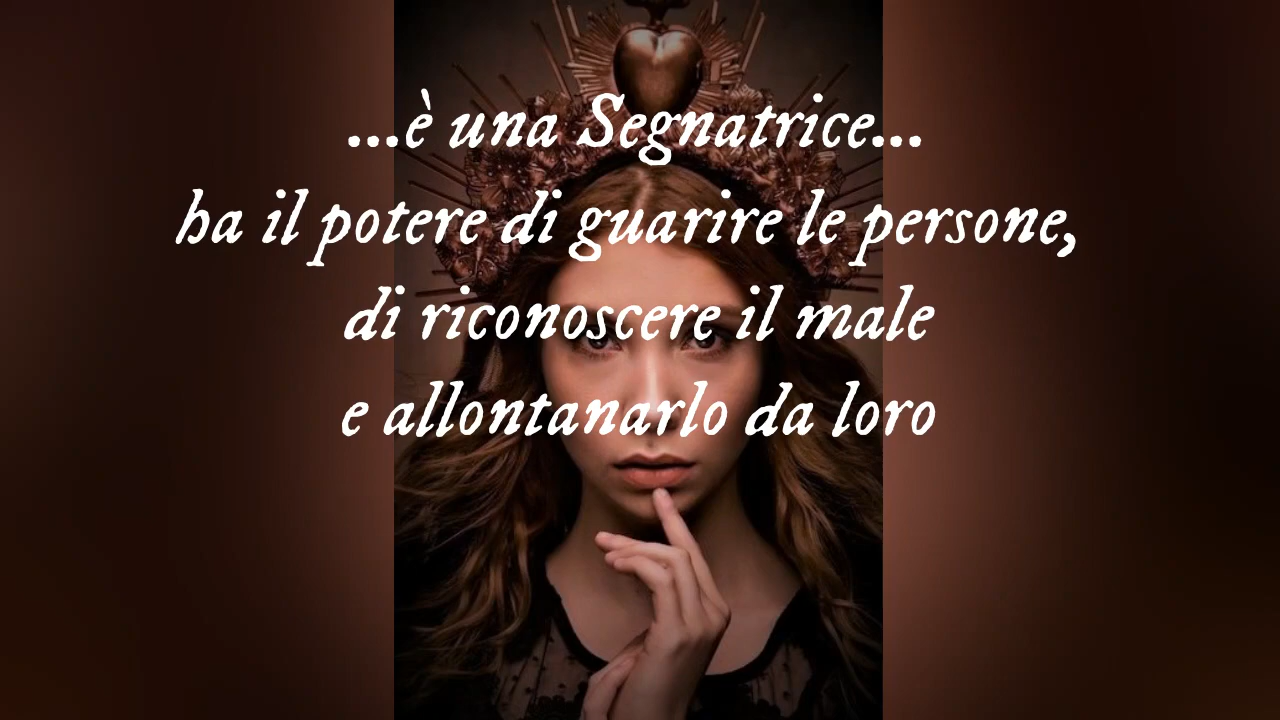 ...è una Segnatrice...
ha il potere di guarire le persone,
di riconoscere il male
e allontanarlo da loro